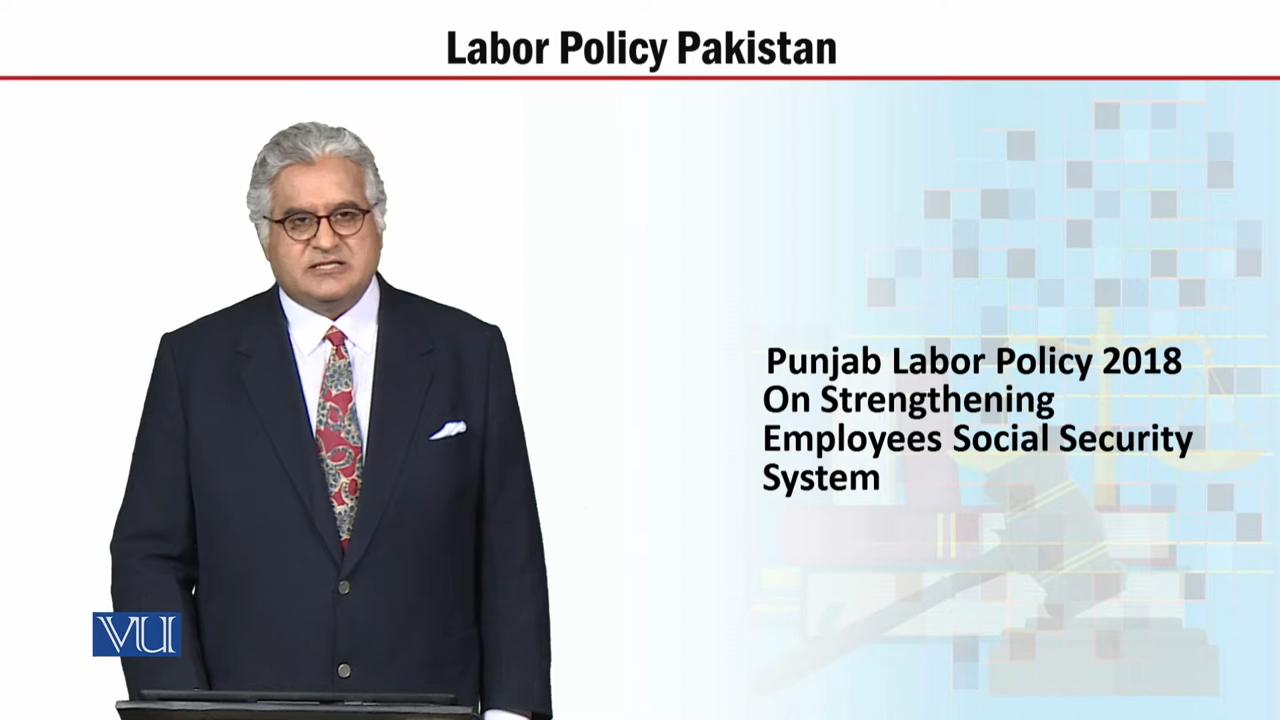 Labor Policy Pakistan
Punjab Labor Policy 2018
On Strengthening
Employees Social Security
System
VU